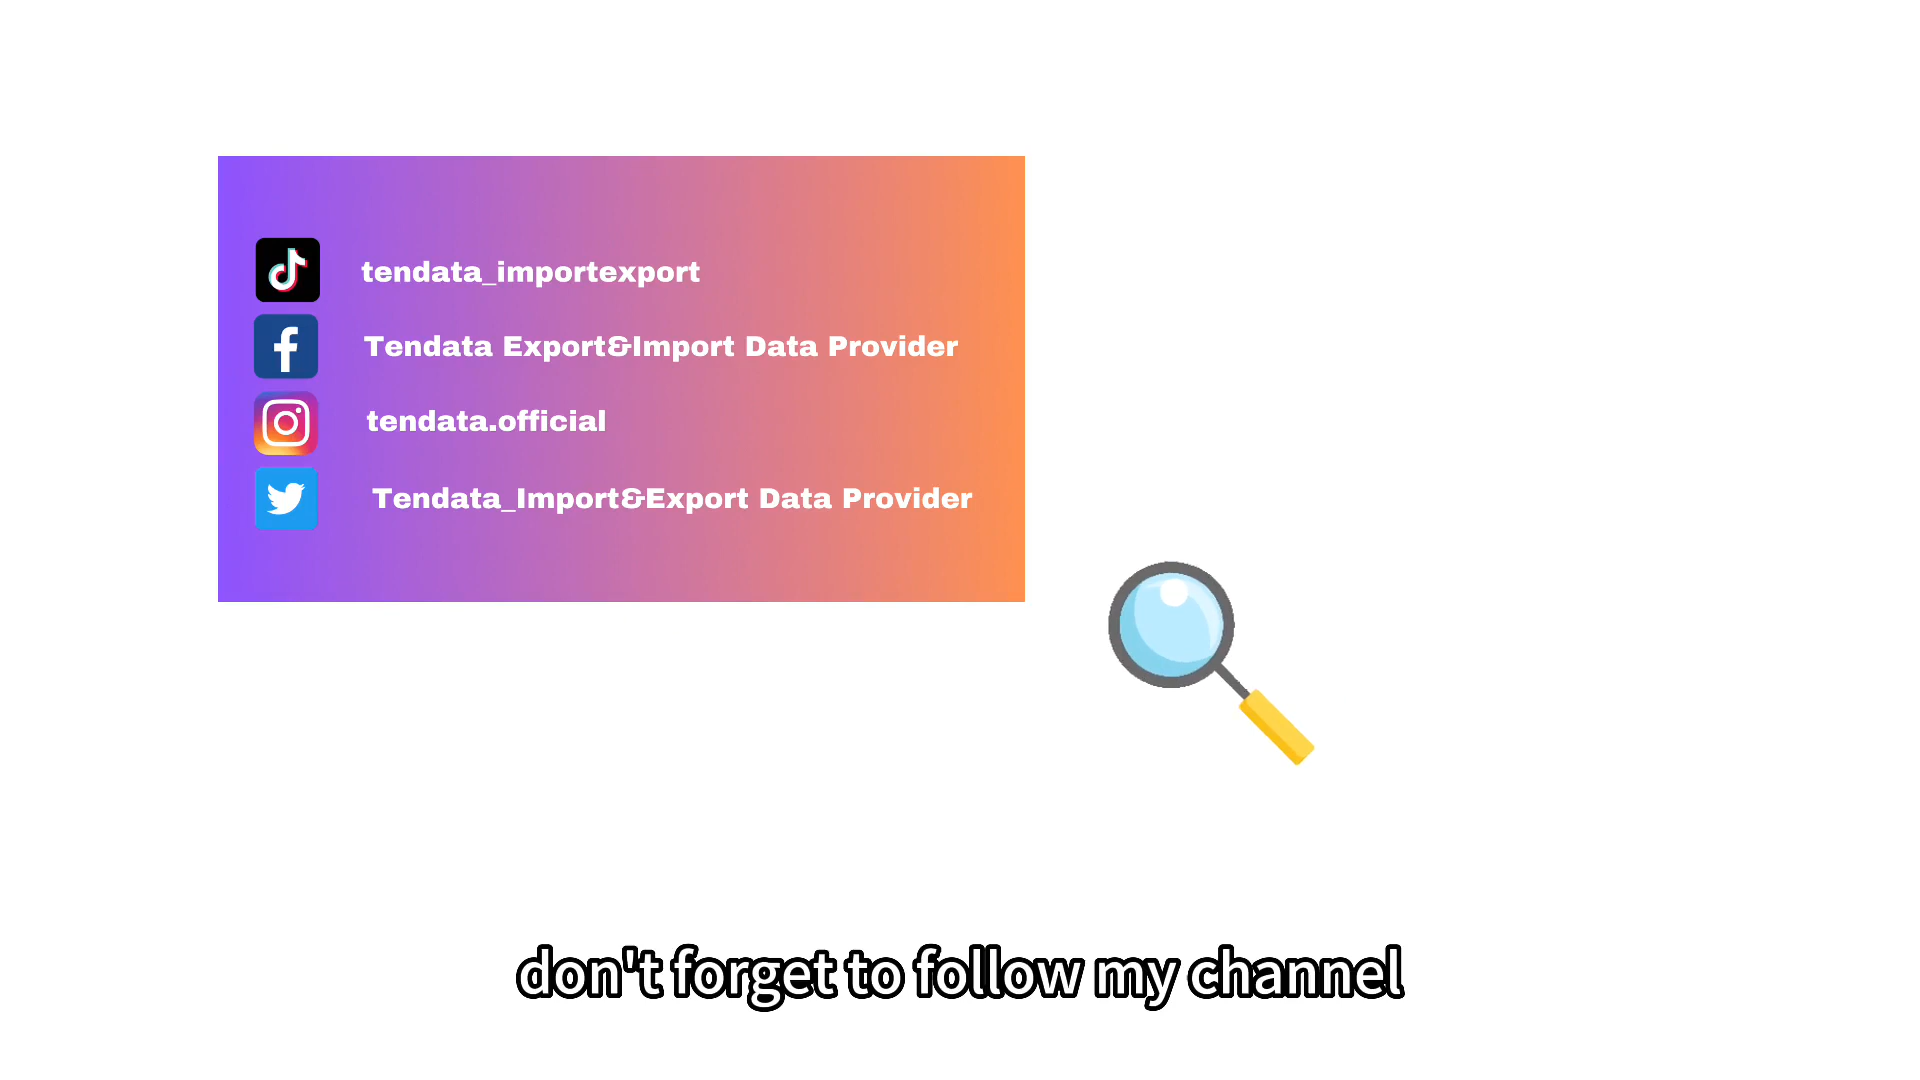 tendata_importexport
Tendata Export&Import Data Provider
tendata.official
Tendata_Import&Export Data Provider
don't forget to follow my channel